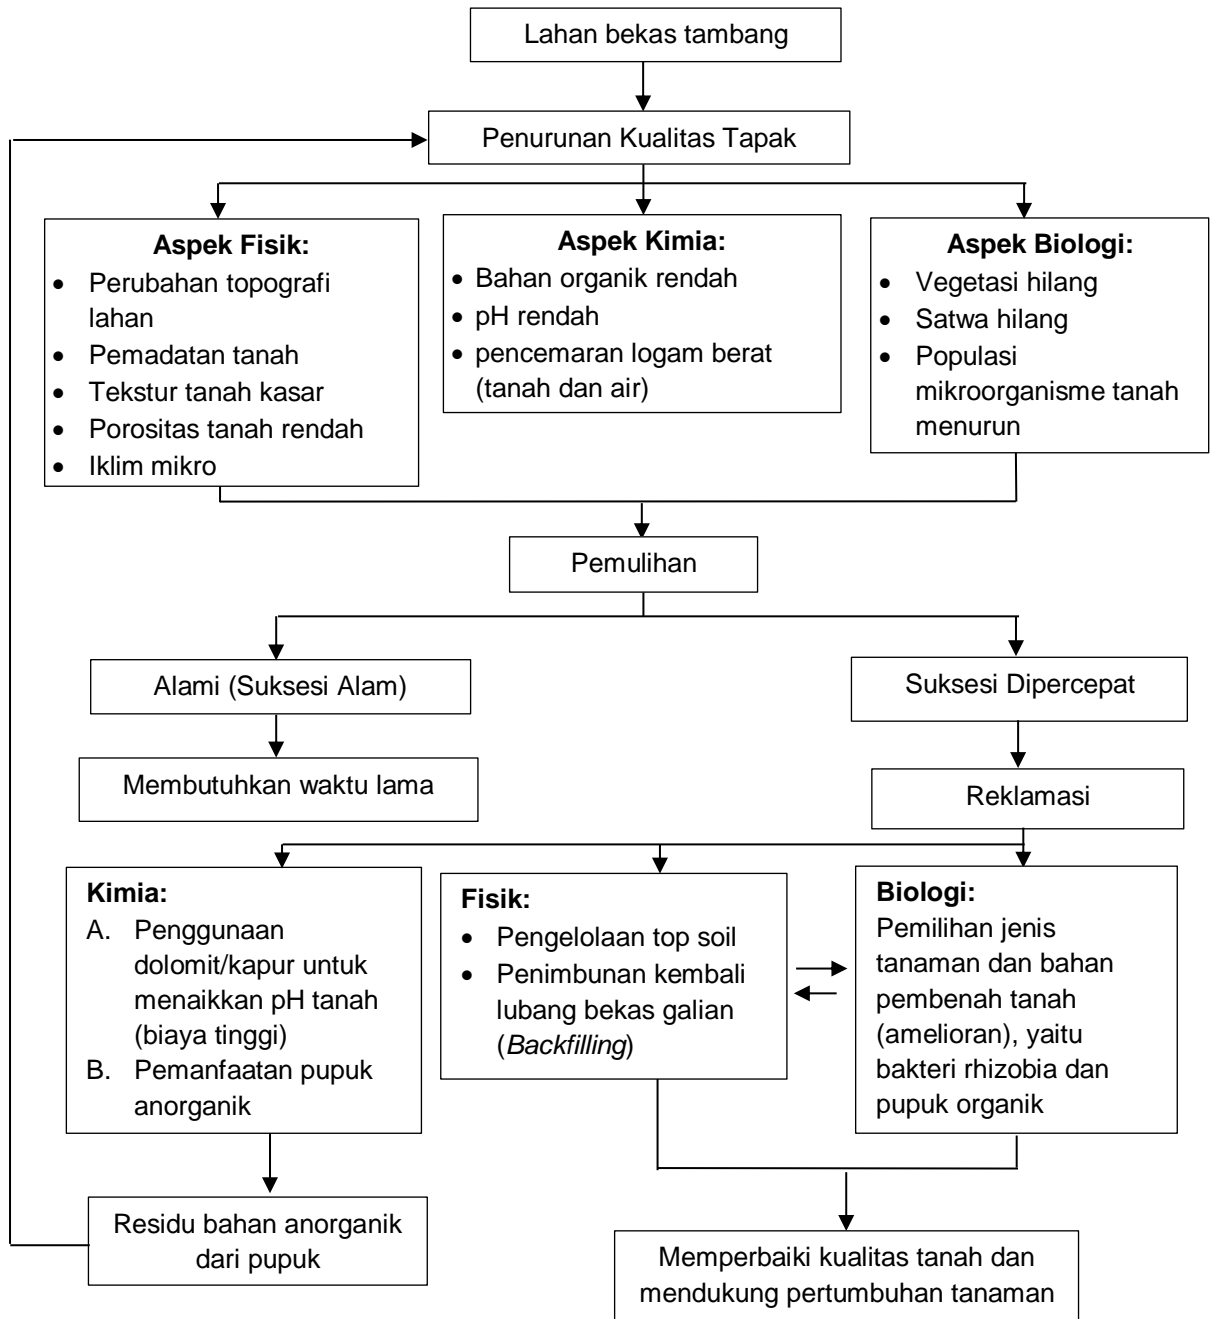 Lahan bekas tambang
Penurunan Kualitas Tapak
Aspek Fisik:
• Perubahan topografi
lahan
• Pemadatan tanah
• Tekstur tanah kasar
• Porositas tanah rendah
• Iklim mikro
Aspek Kimia:
• Bahan organik rendah
• pH rendah
• pencemaran logam berat
(tanah dan air)
Aspek Biologi:
• Vegetasi hilang
• Satwa hilang
• Populasi
mikroorganisme tanah
menurun
Pemulihan
Alami (Suksesi Alam)
Suksesi Dipercepat
Membutuhkan waktu lama
Reklamasi
Kimia:
A. Penggunaan
dolomit/kapur untuk
menaikkan pH tanah
(biaya tinggi)
B. Pemanfaatan pupuk
anorganik
Fisik:
• Pengelolaan top soil
• Penimbunan kembali
lubang bekas galian
(Backfilling)
Biologi:
Pemilihan jenis
tanaman dan bahan
pembenah tanah
(amelioran), yaitu
bakteri rhizobia dan
pupuk organik
Residu bahan anorganik
dari pupuk
Memperbaiki kualitas tanah dan
mendukung pertumbuhan tanaman